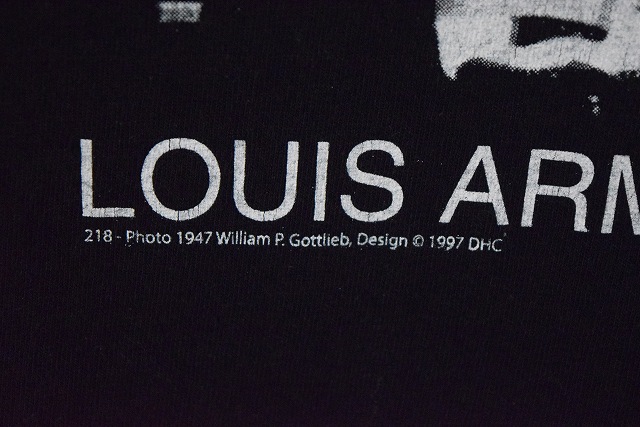 LOUIS ARM
218 - Photo 1947 William P. Gottlieb, Design © 1997 DHC